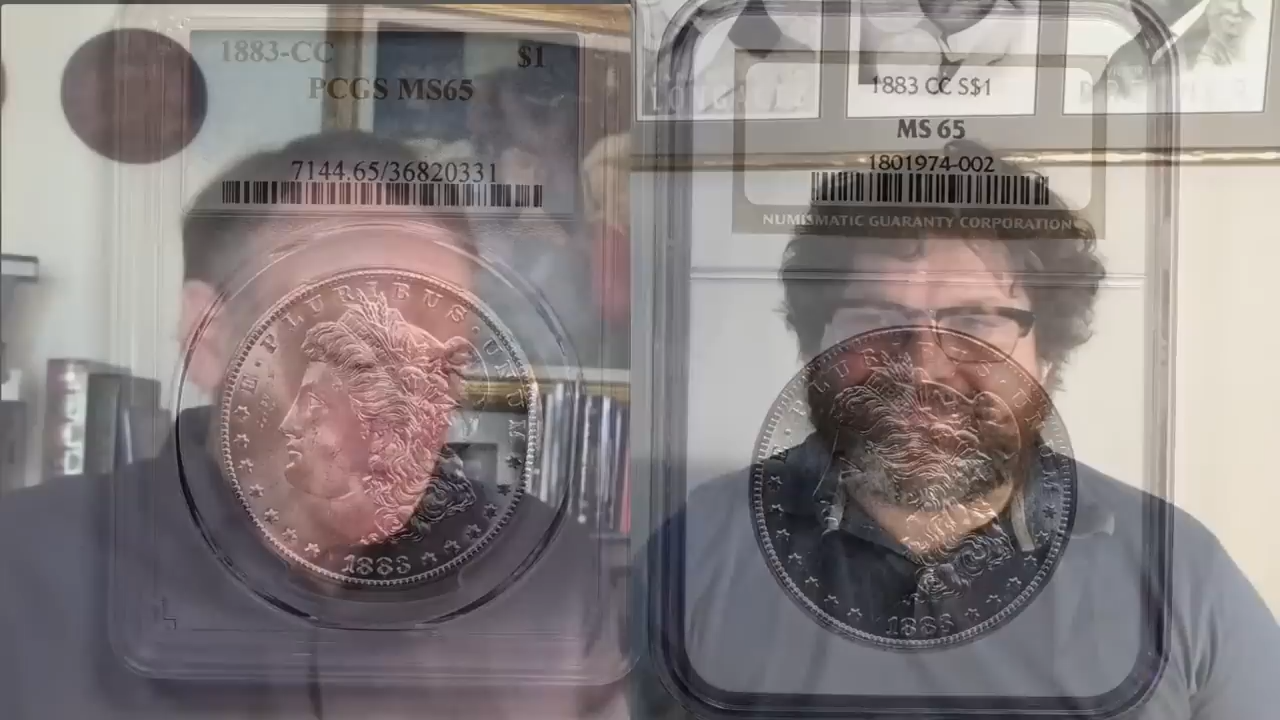 1883-CC $1
PCGS MS65
7144.65/36820331
E · PLURIBUS · UNUM
1883
1883 CC S$1
MS 65
1801974-002
NUMISMATIC GUARANTY CORPORATION
1883